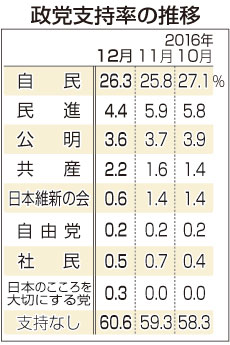 政党支持率の推移
2016年
12月 11月 10月
自民 26.3 25.8 27.1%
民進 4.4 5.9 5.8
公明 3.6 3.7 3.9
共産 2.2 1.6 1.4
日本維新の会 0.6 1.4 1.4
自由党 0.2 0.2 0.2
社民 0.5 0.7 0.4
日本のこころを
大切にする党 0.3 0.0 0.0
支持なし 60.6 59.3 58.3